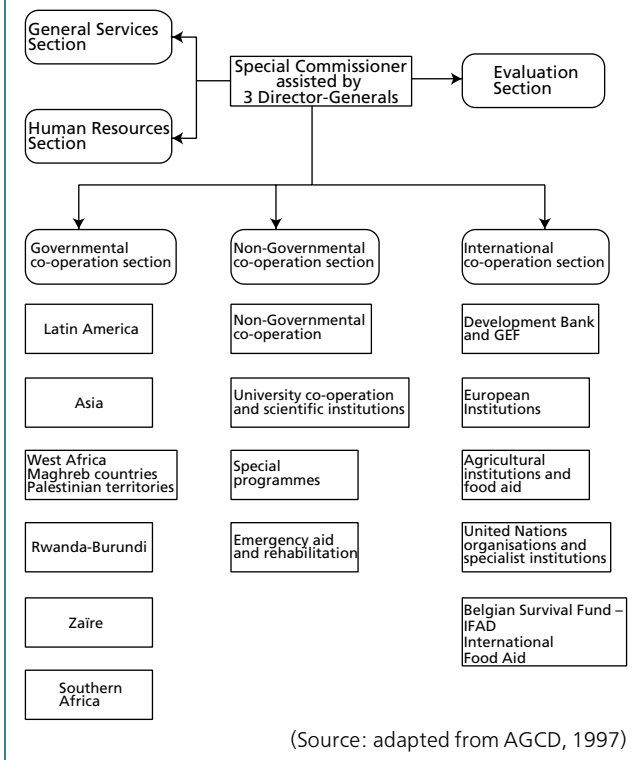 General Services
Section
Special Commissioner
assisted by
3 Director-Generals
Evaluation
Section
Human Resources
Section
Governmental
co-operation section
Non-Governmental
co-operation section
International
co-operation section
Latin America
Non-Governmental
co-operation
Development Bank
and GEF
Asia
University co-operation
and scientific institutions
European
Institutions
West Africa
Maghreb countries
Palestinian territories
Special
programmes
Agricultural
institutions and
food aid
Rwanda-Burundi
Emergency aid
and rehabilitation
United Nations
organisations and
specialist institutions
Zaïre
Belgian Survival Fund –
IFAD
International
Food Aid
Southern
Africa
(Source: adapted from AGCD, 1997)